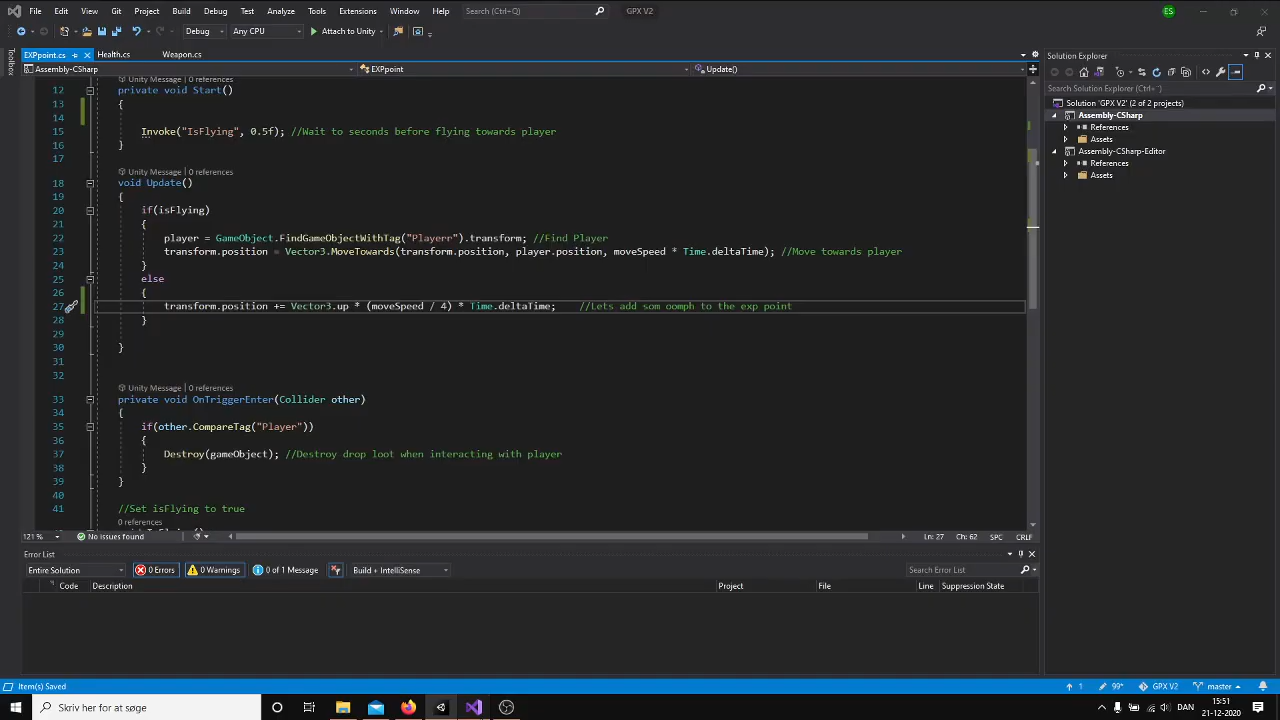 File Edit View Git Project Build Debug Test Analyze Tools Extensions Window Help Search (Ctrl+Q) GPX V2 ES
Debug Any CPU Attach to Unity
EXPpoint.cs Health.cs Weapon.cs
Assembly-CSharp EXPpoint Update()
Toolbox
Unity Message | 0 references
12 private void Start()
13 {
14
15 Invoke("IsFlying", 0.5f); //Wait to seconds before flying towards player
16 }
17
Unity Message | 0 references
18 void Update()
19 {
20 if(isFlying)
21 {
22 player = GameObject.FindGameObjectWithTag("Playerr").transform; //Find Player
23 transform.position = Vector3.MoveTowards(transform.position, player.position, moveSpeed * Time.deltaTime); //Move towards player
24 }
25 else
26 {
27 transform.position += Vector3.up * (moveSpeed / 4) * Time.deltaTime; //Lets add som oomph to the exp point
28 }
29
30 }
31
32
Unity Message | 0 references
33 private void OnTriggerEnter(Collider other)
34 {
35 if(other.CompareTag("Player"))
36 {
37 Destroy(gameObject); //Destroy drop loot when interacting with player
38 }
39 }
40
41 //Set isFlying to true
0 references
121 % No issues found Ln: 27 Ch: 62 SPC CRLF
Error List
Entire Solution 0 Errors 0 Warnings 0 of 1 Message Build + IntelliSense Search Error List
Code Description Project File Line Suppression State
Solution Explorer
Search Solution Explorer
Solution 'GPX V2' (2 of 2 projects)
Assembly-CSharp
References
Assets
Assembly-CSharp-Editor
References
Assets
Item(s) Saved 1 99+ GPX V2 master
Skriv her for at søge DAN 15:51
21-12-2020